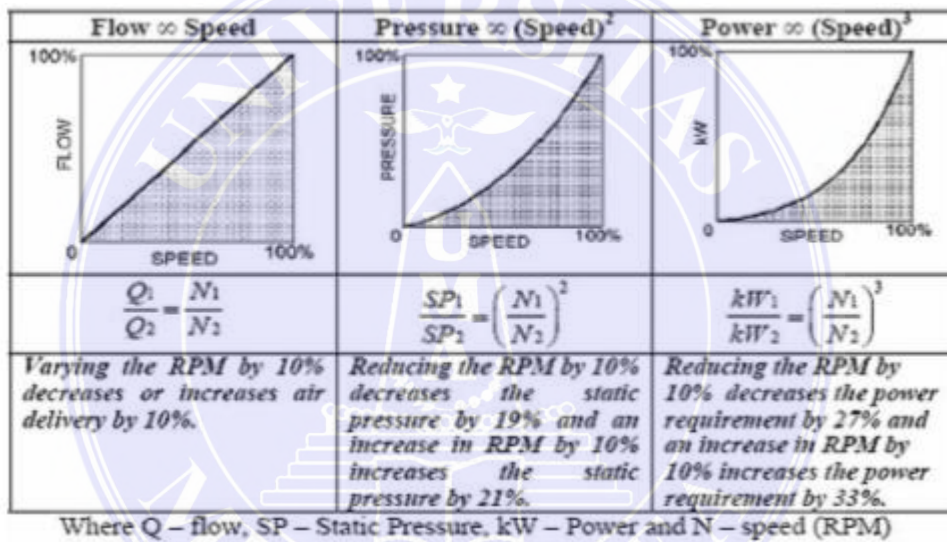 Flow ∞ Speed
Pressure ∞ (Speed)²
Power ∞ (Speed)³
100%
FLOW
0
SPEED
100%
100%
PRESSURE
0
SPEED
100%
100%
kW
0
SPEED
100%
Q1/Q2 = N1/N2
SP1/SP2 = (N1/N2)²
kW1/kW2 = (N1/N2)³
Varying the RPM by 10%
decreases or increases air
delivery by 10%.
Reducing the RPM by 10%
decreases the static
pressure by 19% and an
increase in RPM by 10%
increases the static
pressure by 21%.
Reducing the RPM by
10% decreases the power
requirement by 27% and
an increase in RPM by
10% increases the power
requirement by 33%.
Where Q – flow, SP – Static Pressure, kW – Power and N – speed (RPM)
UNIVERSITAS